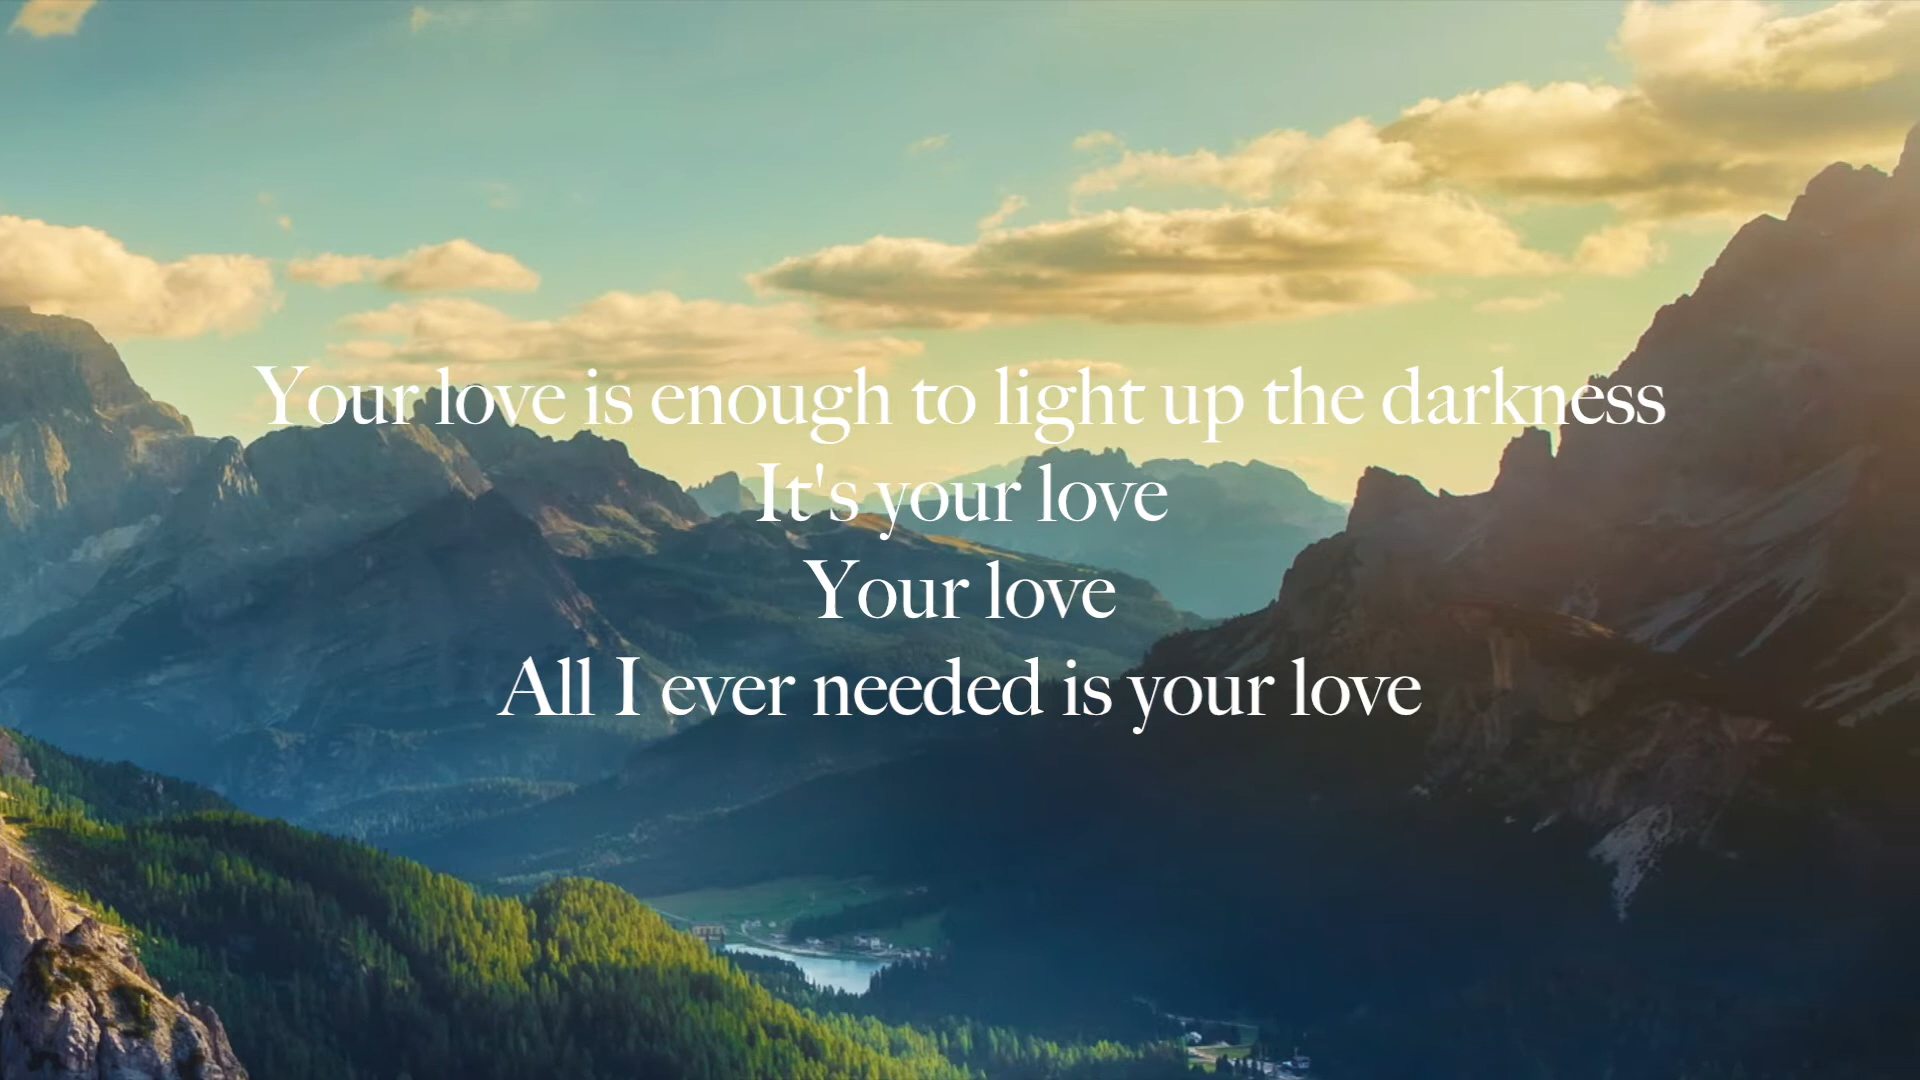 Your love is enough to light up the darkness
It's your love
Your love
All I ever needed is your love